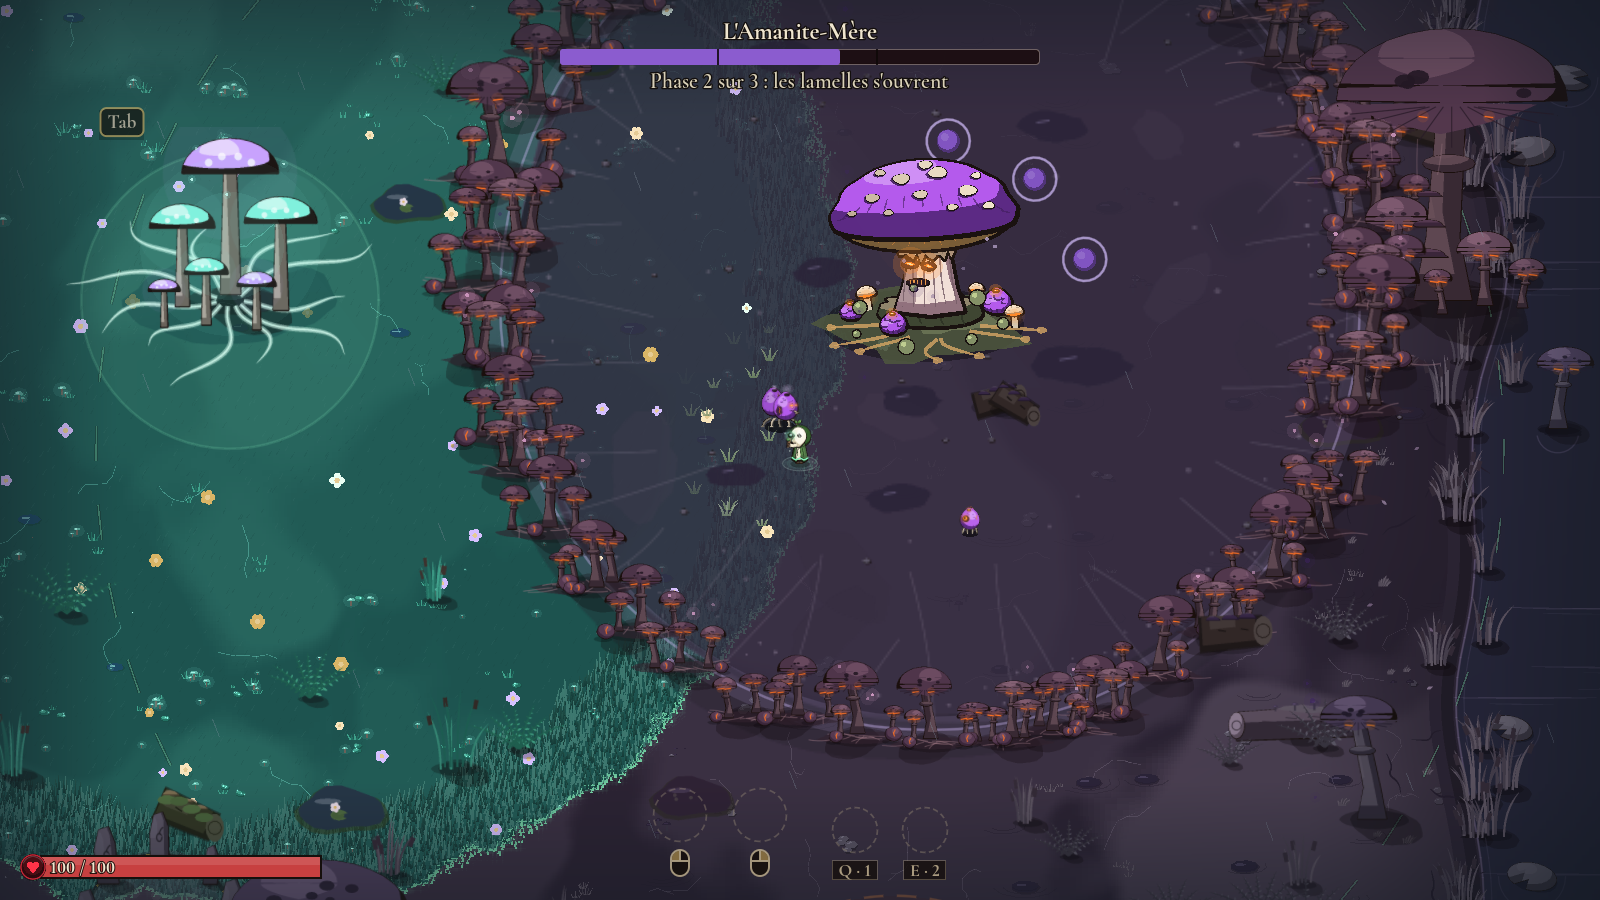 L'Amanite-Mère
Phase 2 sur 3 : les lamelles s'ouvrent
Tab
100 / 100
Q · 1
E · 2